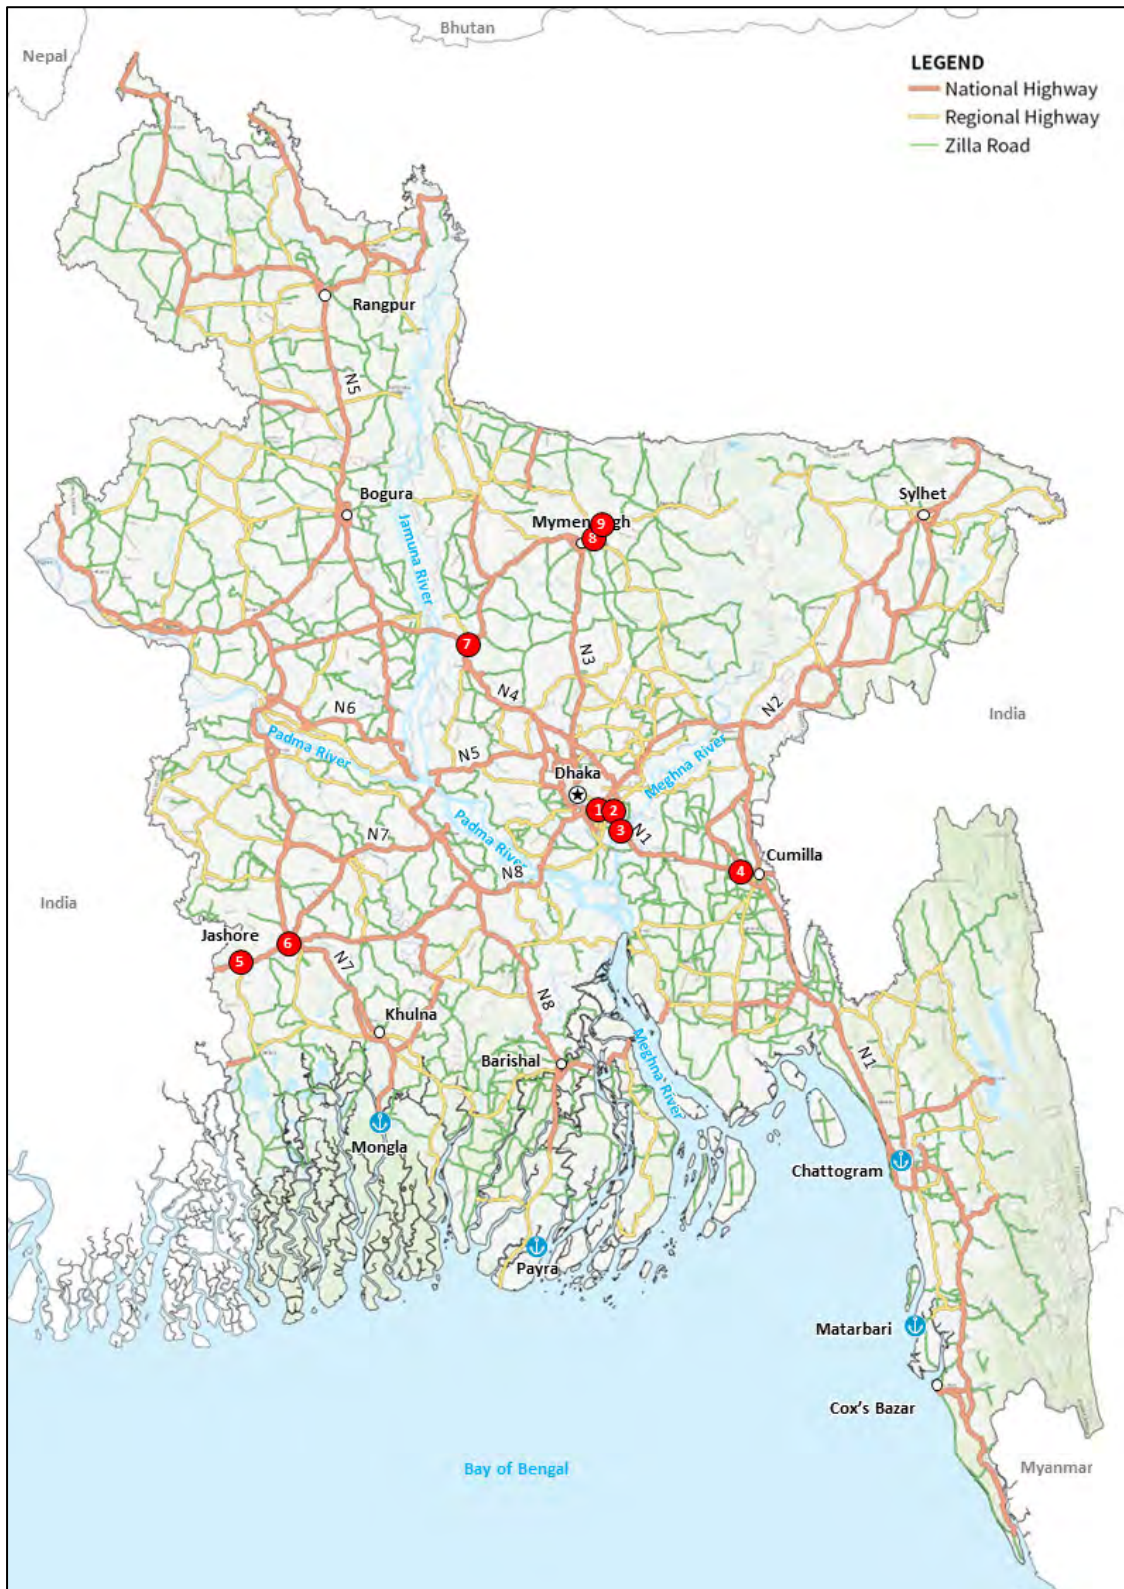 Bhutan
Nepal
LEGEND
National Highway
Regional Highway
Zilla Road
Rangpur
N5
Bogura
Sylhet
Mymensingh
9
8
Jamuna River
7
N3
N4
N2
N6
India
Padma River
N5
Meghna River
Dhaka
1
2
3
N1
Padma River
N7
N8
Cumilla
4
India
Jashore
6
5
N7
N8
Khulna
Barishal
Meghna River
N1
Mongla
Chattogram
Payra
Matarbari
Cox's Bazar
Bay of Bengal
Myanmar